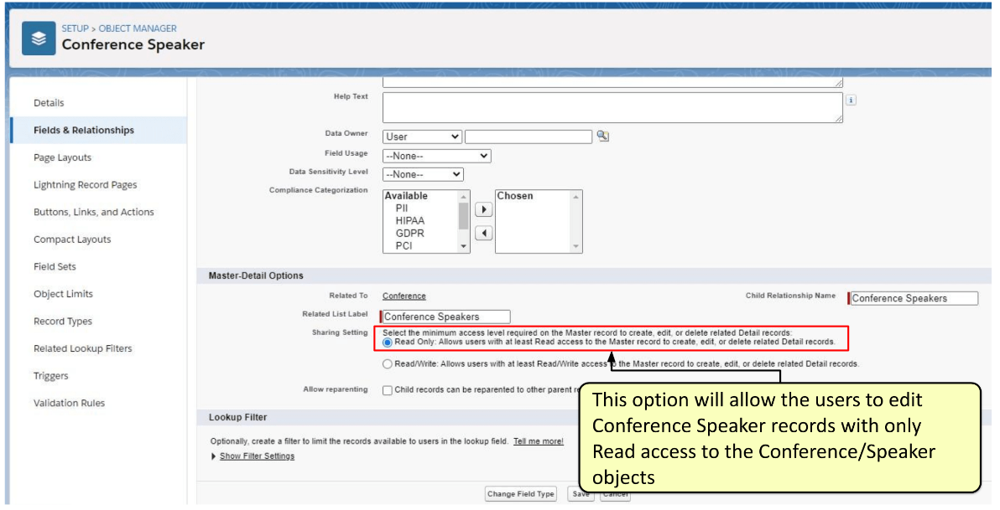 SETUP > OBJECT MANAGER
Conference Speaker
Details
Fields & Relationships
Page Layouts
Lightning Record Pages
Buttons, Links, and Actions
Compact Layouts
Field Sets
Object Limits
Record Types
Related Lookup Filters
Triggers
Validation Rules
Help Text
i
Data Owner User
Field Usage --None--
Data Sensitivity Level --None--
Compliance Categorization
Available Chosen
PII
HIPAA
GDPR
PCI
Master-Detail Options
Related To Conference Child Relationship Name Conference Speakers
Related List Label Conference Speakers
Sharing Setting Select the minimum access level required on the Master record to create, edit, or delete related Detail records:
Read Only: Allows users with at least Read access to the Master record to create, edit, or delete related Detail records.
Read/Write: Allows users with at least Read/Write access to the Master record to create, edit, or delete related Detail records.
Allow reparenting Child records can be reparented to other parent
Lookup Filter
Optionally, create a filter to limit the records available to users in the lookup field. Tell me more!
Show Filter Settings
Change Field Type Save Cancel
This option will allow the users to edit
Conference Speaker records with only
Read access to the Conference/Speaker
objects